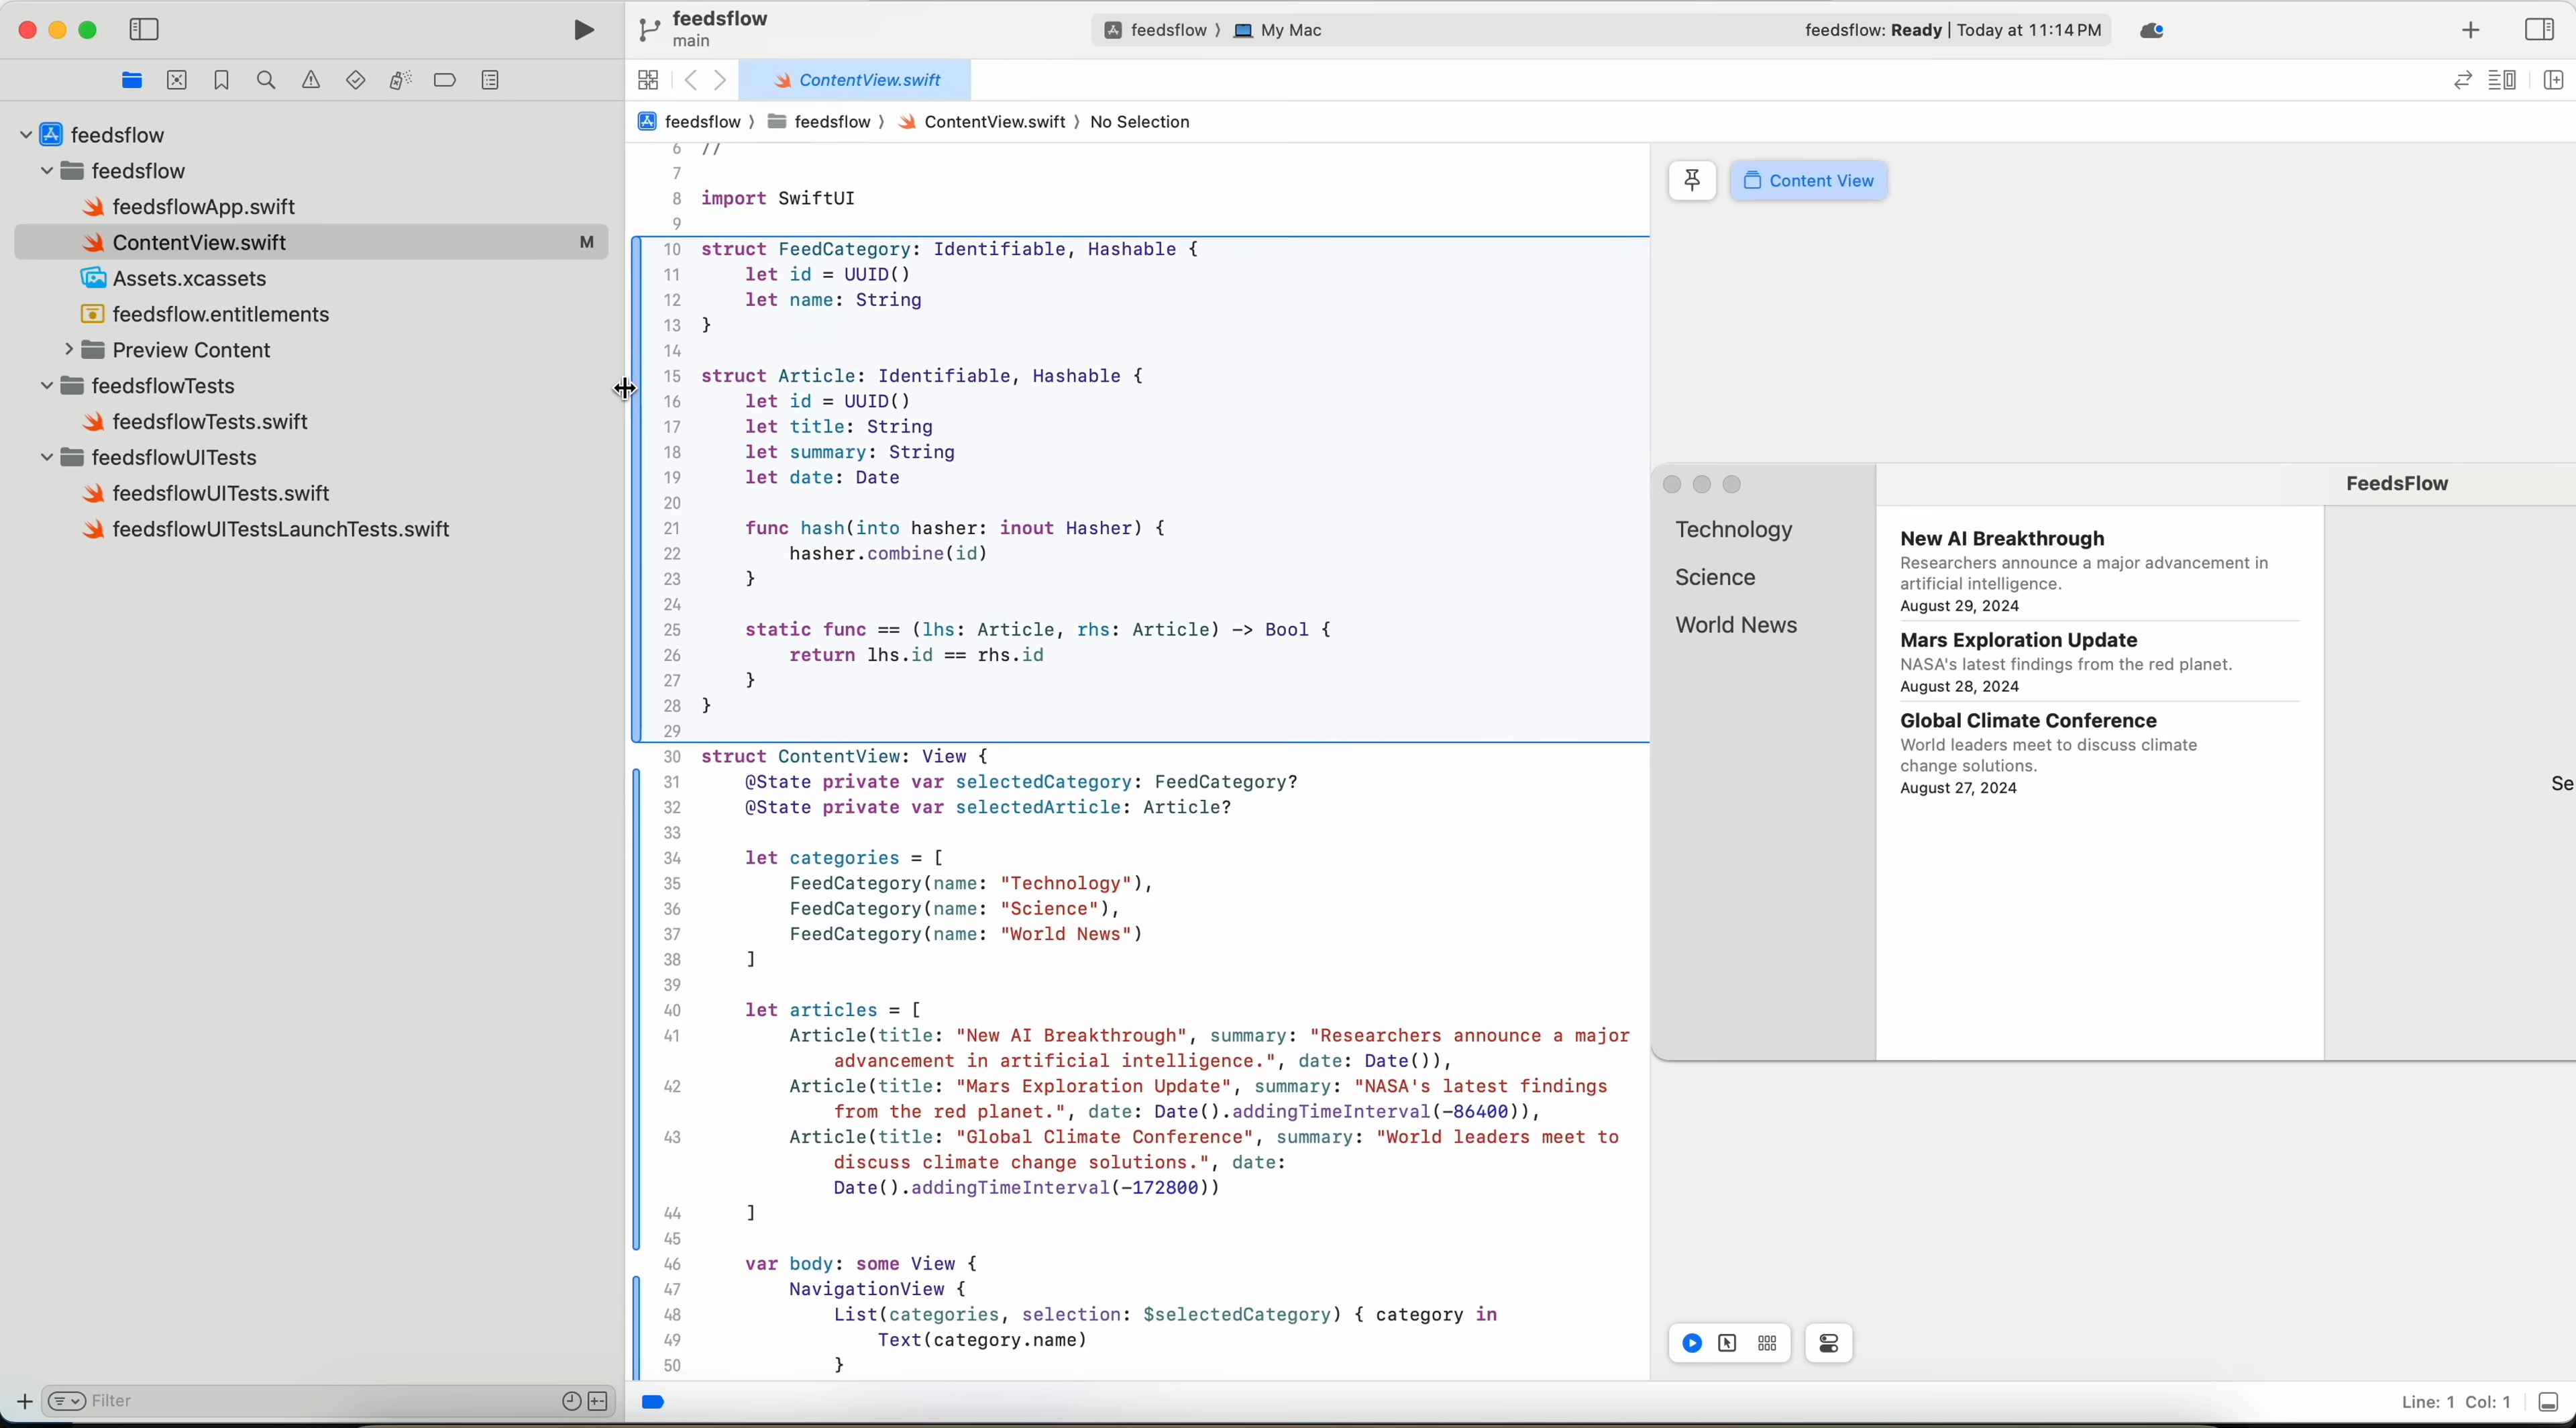 feedsflow
main
feedsflow ⟩ My Mac
feedsflow: Ready | Today at 11:14 PM
ContentView.swift
feedsflow ⟩ feedsflow ⟩ ContentView.swift ⟩ No Selection
feedsflow
feedsflow
feedsflowApp.swift
ContentView.swift M
Assets.xcassets
feedsflow.entitlements
Preview Content
feedsflowTests
feedsflowTests.swift
feedsflowUITests
feedsflowUITests.swift
feedsflowUITestsLaunchTests.swift
Filter
6 //
7
8 import SwiftUI
9
10 struct FeedCategory: Identifiable, Hashable {
11     let id = UUID()
12     let name: String
13 }
14
15 struct Article: Identifiable, Hashable {
16     let id = UUID()
17     let title: String
18     let summary: String
19     let date: Date
20
21     func hash(into hasher: inout Hasher) {
22         hasher.combine(id)
23     }
24
25     static func == (lhs: Article, rhs: Article) -> Bool {
26         return lhs.id == rhs.id
27     }
28 }
29
30 struct ContentView: View {
31     @State private var selectedCategory: FeedCategory?
32     @State private var selectedArticle: Article?
33
34     let categories = [
35         FeedCategory(name: "Technology"),
36         FeedCategory(name: "Science"),
37         FeedCategory(name: "World News")
38     ]
39
40     let articles = [
41         Article(title: "New AI Breakthrough", summary: "Researchers announce a major
advancement in artificial intelligence.", date: Date()),
42         Article(title: "Mars Exploration Update", summary: "NASA's latest findings
from the red planet.", date: Date().addingTimeInterval(-86400)),
43         Article(title: "Global Climate Conference", summary: "World leaders meet to
discuss climate change solutions.", date:
Date().addingTimeInterval(-172800))
44     ]
45
46     var body: some View {
47         NavigationView {
48             List(categories, selection: $selectedCategory) { category in
49                 Text(category.name)
50             }
Content View
FeedsFlow
Technology
Science
World News
New AI Breakthrough
Researchers announce a major advancement in
artificial intelligence.
August 29, 2024
Mars Exploration Update
NASA's latest findings from the red planet.
August 28, 2024
Global Climate Conference
World leaders meet to discuss climate
change solutions.
August 27, 2024
Se
Line: 1 Col: 1